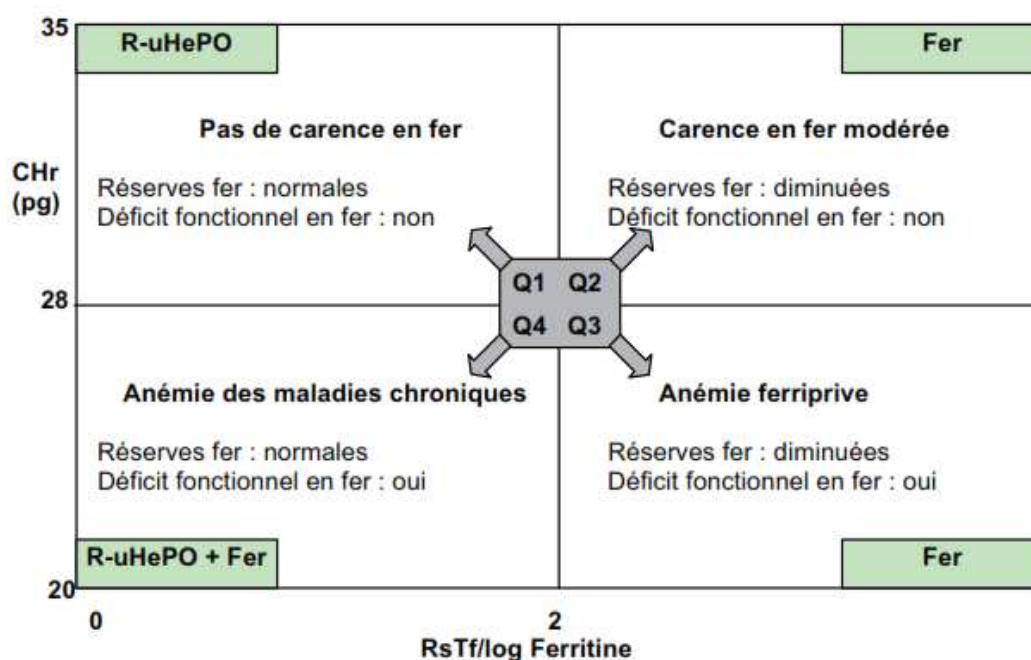 35
R-uHePO
Fer
Pas de carence en fer
Carence en fer modérée
CHr
(pg)
Réserves fer : normales
Déficit fonctionnel en fer : non
Réserves fer : diminuées
Déficit fonctionnel en fer : non
Q1 Q2
28
Q4 Q3
Anémie des maladies chroniques
Anémie ferriprive
Réserves fer : normales
Déficit fonctionnel en fer : oui
Réserves fer : diminuées
Déficit fonctionnel en fer : oui
R-uHePO + Fer
Fer
20
0
2
RsTf/log Ferritine